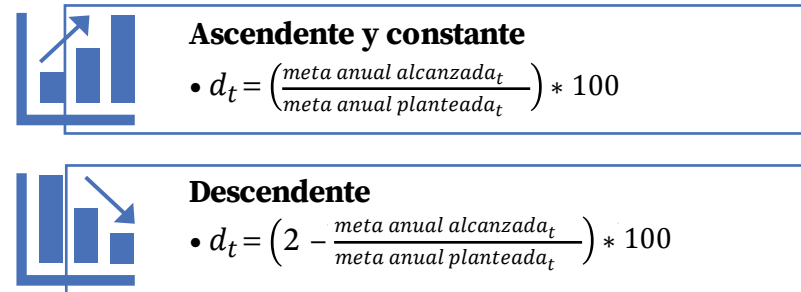 Ascendente y constante
• d_t = (meta anual alcanzada_t / meta anual planteada_t) * 100
Descendente
• d_t = (2 − meta anual alcanzada_t / meta anual planteada_t) * 100